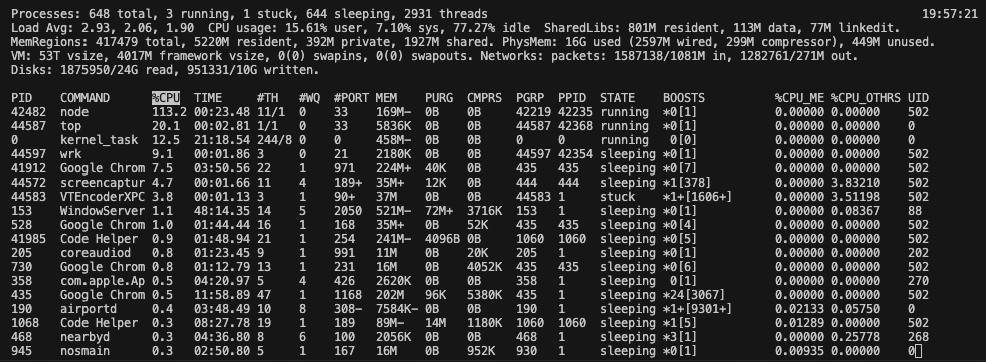 Processes: 648 total, 3 running, 1 stuck, 644 sleeping, 2931 threads 19:57:21
Load Avg: 2.93, 2.06, 1.90 CPU usage: 15.61% user, 7.10% sys, 77.27% idle SharedLibs: 801M resident, 113M data, 77M linkedit.
MemRegions: 417479 total, 5220M resident, 392M private, 1927M shared. PhysMem: 16G used (2597M wired, 299M compressor), 449M unused.
VM: 53T vsize, 4017M framework vsize, 0(0) swapins, 0(0) swapouts. Networks: packets: 1587138/1081M in, 1282761/271M out.
Disks: 1875950/24G read, 951331/10G written.
PID COMMAND %CPU TIME #TH #WQ #PORT MEM PURG CMPRS PGRP PPID STATE BOOSTS %CPU_ME %CPU_OTHRS UID
42482 node 113.2 00:23.48 11/1 0 33 169M- 0B 0B 42219 42235 running *0[1] 0.00000 0.00000 502
44587 top 20.1 00:02.81 1/1 0 33 5836K 0B 0B 44587 42368 running *0[1] 0.00000 0.00000 0
0 kernel_task 12.5 21:18.54 244/8 0 0 458M- 0B 0B 0 0 running 0[0] 0.00000 0.00000 0
44597 wrk 9.1 00:01.86 3 0 21 2180K 0B 0B 44597 42354 sleeping *0[1] 0.00000 0.00000 502
41912 Google Chrom 7.5 03:50.56 22 1 971 224M+ 40K 0B 435 435 sleeping *0[7] 0.00000 0.00000 502
44572 screencaptur 4.7 00:01.66 11 4 189+ 35M+ 12K 0B 444 444 sleeping *1[378] 0.00000 3.83210 502
44583 VTEncoderXPC 3.8 00:01.13 3 1 90+ 37M 0B 0B 44583 1 stuck *1+[1606+] 0.00000 3.51198 502
153 WindowServer 1.1 48:14.35 14 5 2050 521M- 72M+ 3716K 153 1 sleeping *0[1] 0.00000 0.08367 88
528 Google Chrom 1.0 01:44.44 16 1 168 35M+ 0B 52K 435 435 sleeping *0[4] 0.00000 0.00000 502
41985 Code Helper 0.9 01:48.94 21 1 254 241M- 4096B 0B 1060 1060 sleeping *0[5] 0.00000 0.00000 502
205 coreaudiod 0.8 01:23.45 9 1 991 11M 0B 20K 205 1 sleeping *0[1] 0.00000 0.00000 202
730 Google Chrom 0.8 01:12.79 13 1 231 16M 0B 4052K 435 435 sleeping *0[6] 0.00000 0.00000 502
358 com.apple.Ap 0.5 04:20.97 5 4 426 2620K 0B 0B 358 1 sleeping 0[1] 0.00000 0.00000 270
435 Google Chrom 0.5 11:58.89 47 1 1168 202M 96K 5380K 435 1 sleeping *24[3067] 0.00000 0.00000 502
190 airportd 0.4 03:48.49 10 8 308- 7584K- 0B 0B 190 1 sleeping *1+[9301+] 0.02133 0.05750 0
1068 Code Helper 0.3 08:27.78 19 1 189 89M- 14M 1180K 1060 1060 sleeping *1[5] 0.01289 0.00000 502
468 nearbyd 0.3 07:34.40 8 6 100 2056K 0B 0B 468 1 sleeping *3[1] 0.00000 0.25778 268
945 nosmain 0.3 02:50.80 5 1 167 16M 0B 952K 930 1 sleeping *0[1] 0.00935 0.00000 0